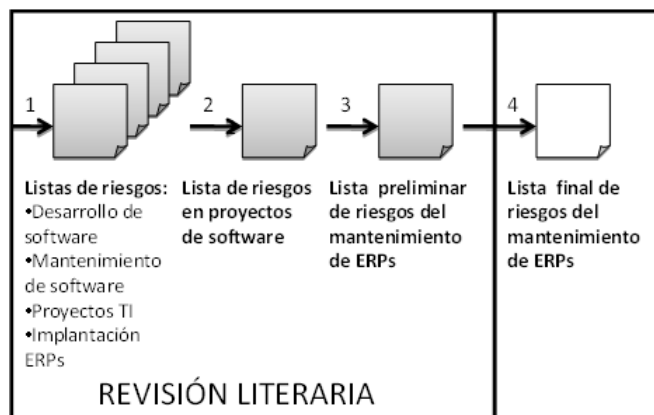 1
2
3
4
Listas de riesgos:
•Desarrollo de
software
•Mantenimiento
de software
•Proyectos TI
•Implantación
ERPs
Lista de riesgos
en proyectos
de software
Lista preliminar
de riesgos del
mantenimiento
de ERPs
Lista final de
riesgos del
mantenimiento
de ERPs
REVISIÓN LITERARIA